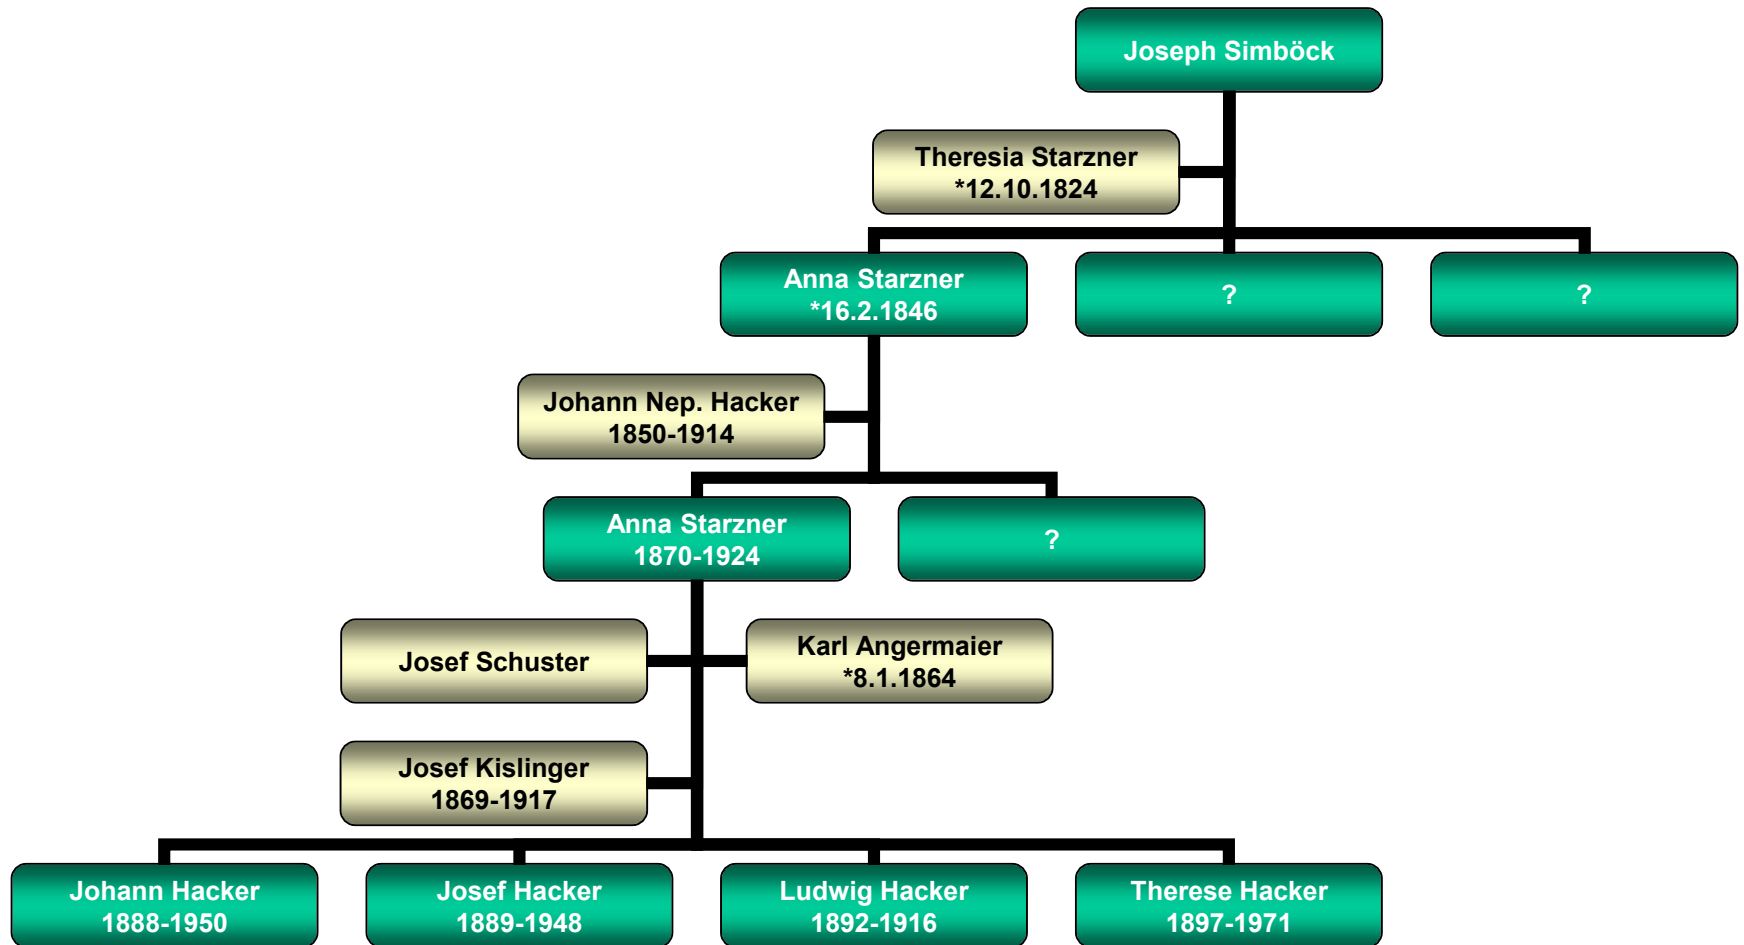 Joseph Simböck
Theresia Starzner
*12.10.1824
Anna Starzner
*16.2.1846
?
?
Johann Nep. Hacker
1850-1914
Anna Starzner
1870-1924
?
Josef Schuster
Karl Angermaier
*8.1.1864
Josef Kislinger
1869-1917
Johann Hacker
1888-1950
Josef Hacker
1889-1948
Ludwig Hacker
1892-1916
Therese Hacker
1897-1971